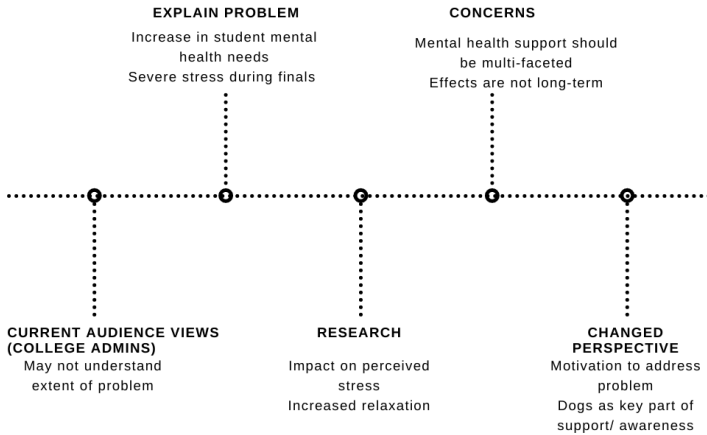 EXPLAIN PROBLEM
Increase in student mental
health needs
Severe stress during finals
CONCERNS
Mental health support should
be multi-faceted
Effects are not long-term
CURRENT AUDIENCE VIEWS
(COLLEGE ADMINS)
May not understand
extent of problem
RESEARCH
Impact on perceived
stress
Increased relaxation
CHANGED
PERSPECTIVE
Motivation to address
problem
Dogs as key part of
support/ awareness